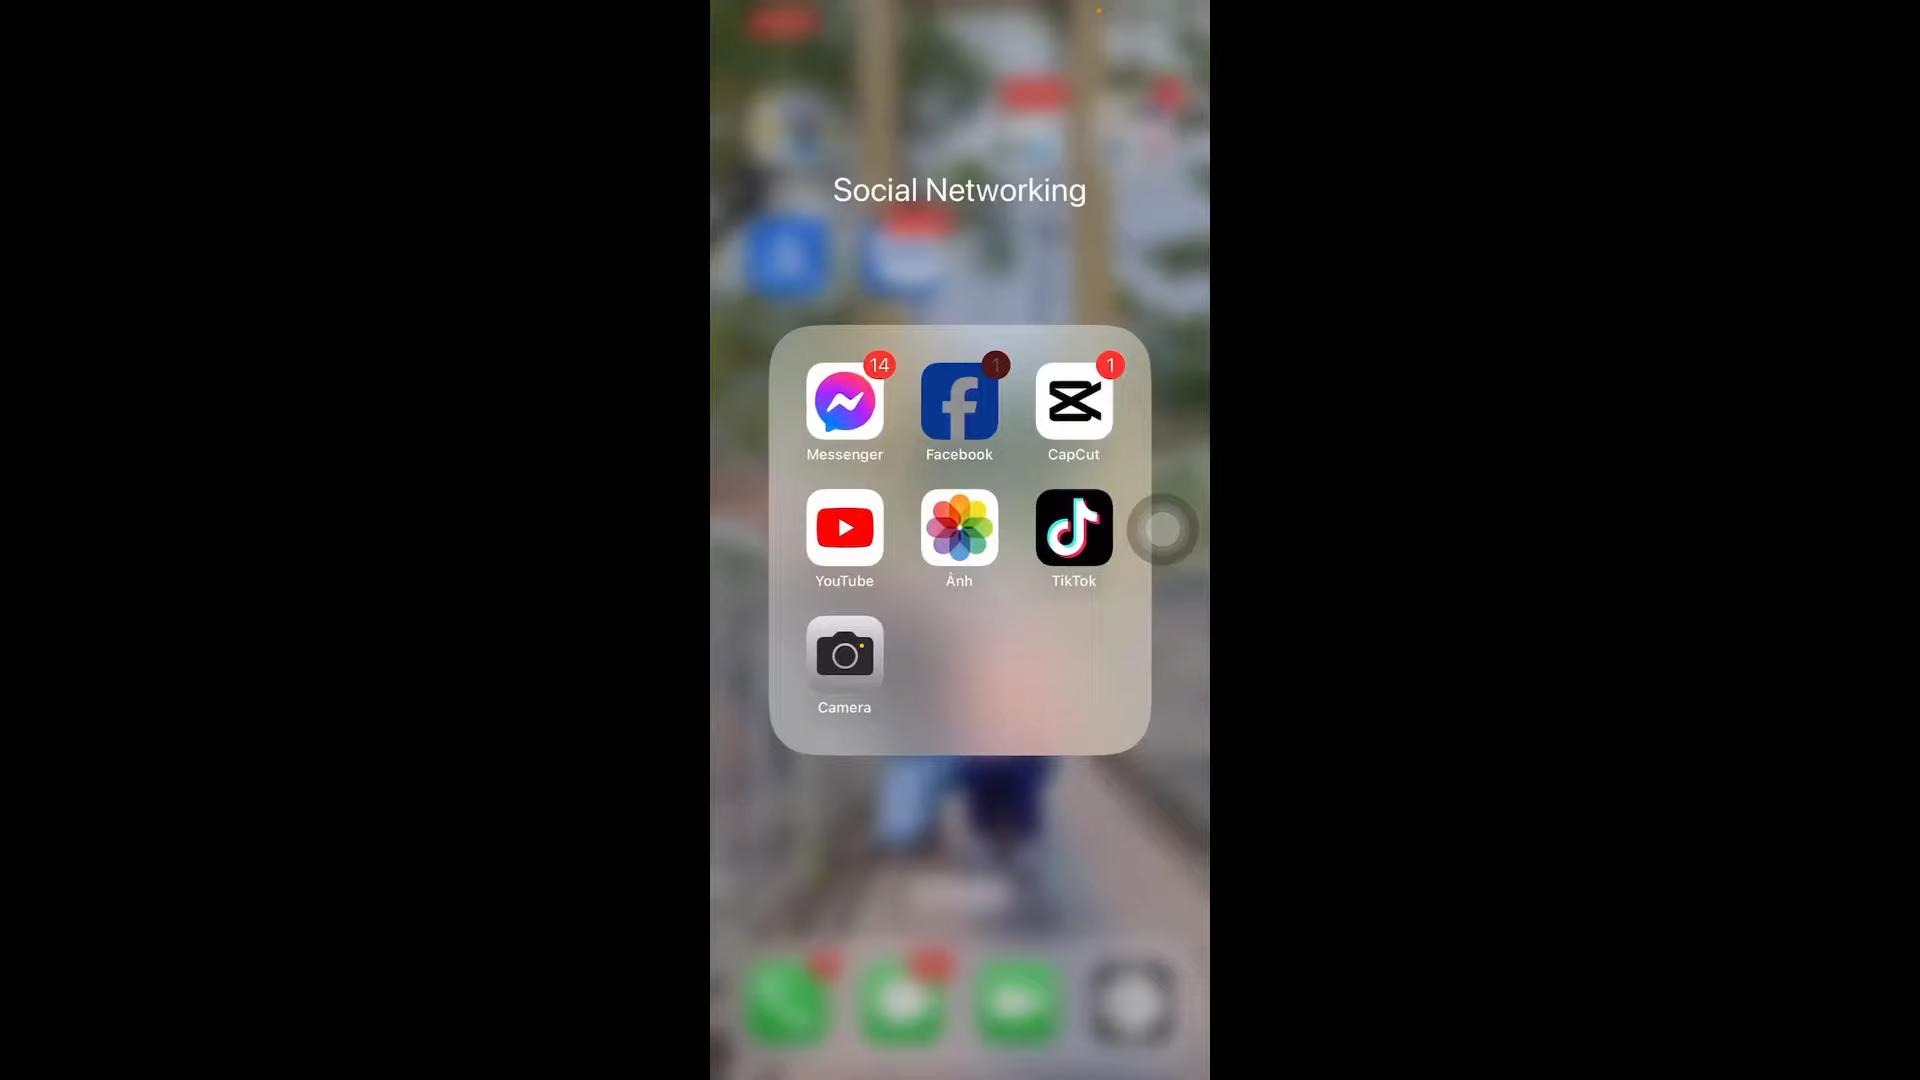 Social Networking
14
1
1
Messenger
Facebook
CapCut
YouTube
Ảnh
TikTok
Camera